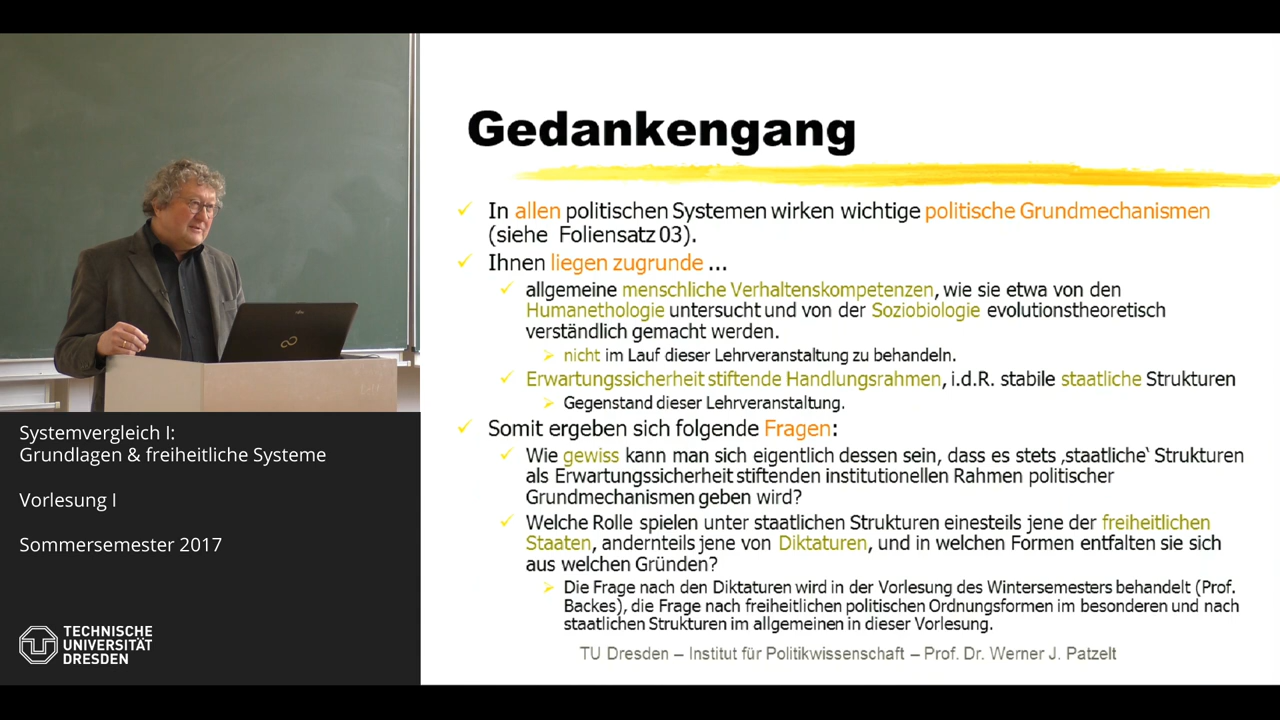 Gedankengang
In allen politischen Systemen wirken wichtige politische Grundmechanismen
(siehe Foliensatz 03).
Ihnen liegen zugrunde ...
allgemeine menschliche Verhaltenskompetenzen, wie sie etwa von den
Humanethologie untersucht und von der Soziobiologie evolutionstheoretisch
verständlich gemacht werden.
nicht im Lauf dieser Lehrveranstaltung zu behandeln.
Erwartungssicherheit stiftende Handlungsrahmen, i.d.R. stabile staatliche Strukturen
Gegenstand dieser Lehrveranstaltung.
Somit ergeben sich folgende Fragen:
Wie gewiss kann man sich eigentlich dessen sein, dass es stets ‚staatliche‘ Strukturen
als Erwartungssicherheit stiftenden institutionellen Rahmen politischer
Grundmechanismen geben wird?
Welche Rolle spielen unter staatlichen Strukturen einesteils jene der freiheitlichen
Staaten, andernteils jene von Diktaturen, und in welchen Formen entfalten sie sich
aus welchen Gründen?
Die Frage nach den Diktaturen wird in der Vorlesung des Wintersemesters behandelt (Prof.
Backes), die Frage nach freiheitlichen politischen Ordnungsformen im besonderen und nach
staatlichen Strukturen im allgemeinen in dieser Vorlesung.
TU Dresden – Institut für Politikwissenschaft – Prof. Dr. Werner J. Patzelt
Systemvergleich I:
Grundlagen & freiheitliche Systeme
Vorlesung I
Sommersemester 2017
TECHNISCHE
UNIVERSITÄT
DRESDEN